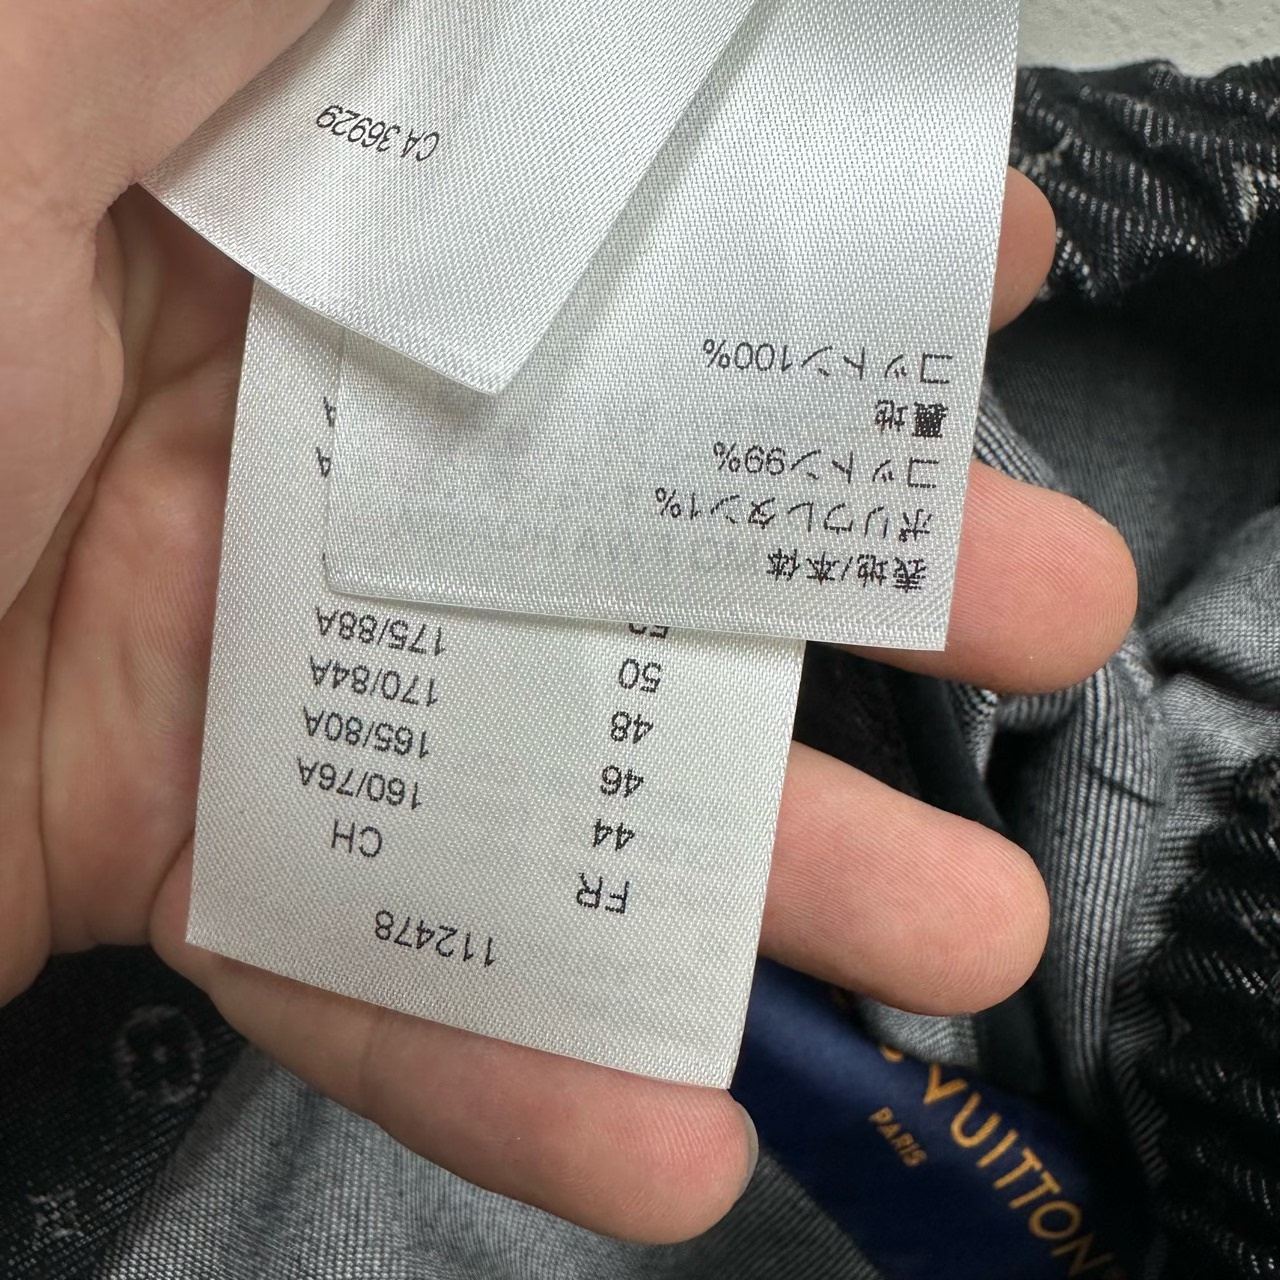 CA 36929
表地/本体
ポリウレタン1%
コットン99%
裏地
コットン100%
112478
FR CH
44 160/76A
46 165/80A
48 170/84A
50 175/88A
52
VUITTON
PARIS